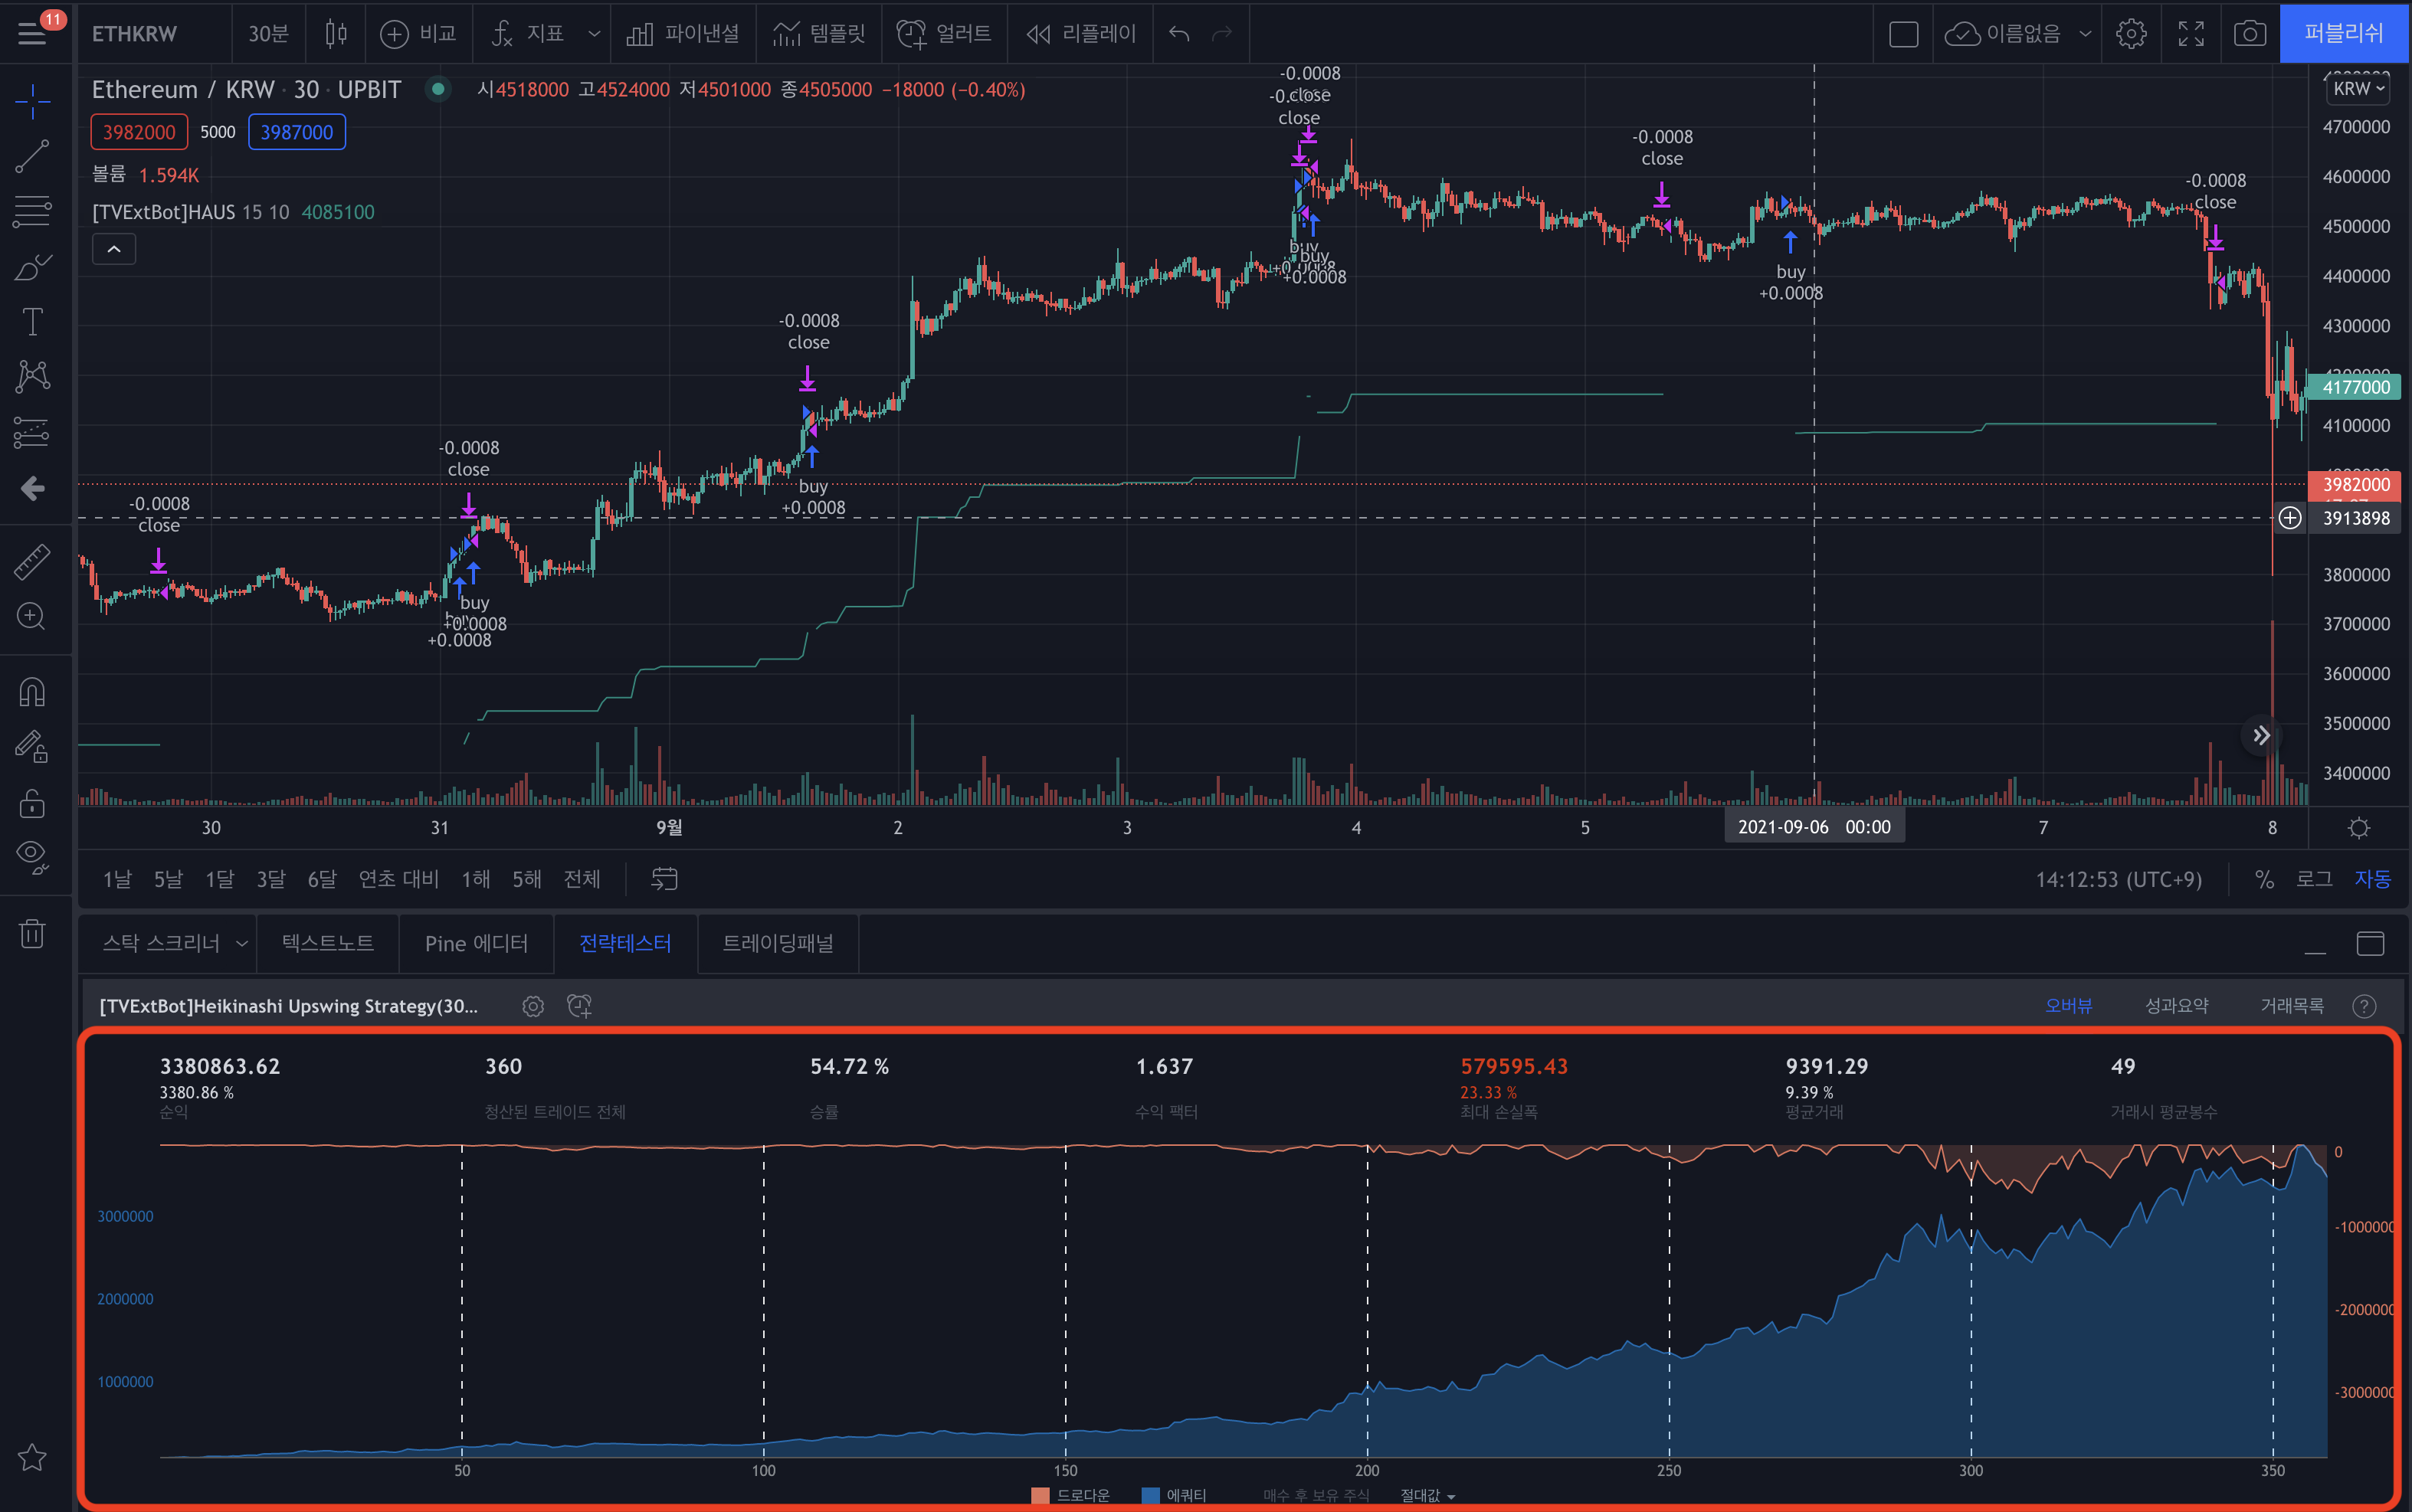 11
ETHKRW 30분 비교 지표 파이낸셜 템플릿 얼러트 리플레이 이름없음 퍼블리쉬
Ethereum / KRW · 30 · UPBIT 시4518000 고4524000 저4501000 종4505000 −18000 (−0.40%)
3982000 5000 3987000
볼륨 1.594K
[TVExtBot]HAUS 15 10 4085100
KRW
4700000
4600000
4500000
4400000
4300000
4177000
4100000
3982000
3913898
3800000
3700000
3600000
3500000
3400000
-0.0008
close
-0.0008
close
buy
+0.0008
+0.0008
-0.0008
close
buy
+0.0008
-0.0008
close
close
buy
buy
+0.0008
-0.0008
close
buy
+0.0008
-0.0008
close
30 31 9월 2 3 4 5 2021-09-06 00:00 7 8
1날 5날 1달 3달 6달 연초 대비 1해 5해 전체 14:12:53 (UTC+9) % 로그 자동
스탁 스크리너 텍스트노트 Pine 에디터 전략테스터 트레이딩패널
[TVExtBot]Heikinashi Upswing Strategy(30... 오버뷰 성과요약 거래목록 ?
3380863.62 360 54.72 % 1.637 579595.43 9391.29 49
3380.86 % 23.33 % 9.39 %
순익 청산된 트레이드 전체 승률 수익 팩터 최대 손실폭 평균거래 거래시 평균봉수
3000000
2000000
1000000
0
-1000000
-2000000
-3000000
50 100 150 200 250 300 350
드로다운 에쿼티 매수 후 보유 주식 절대값